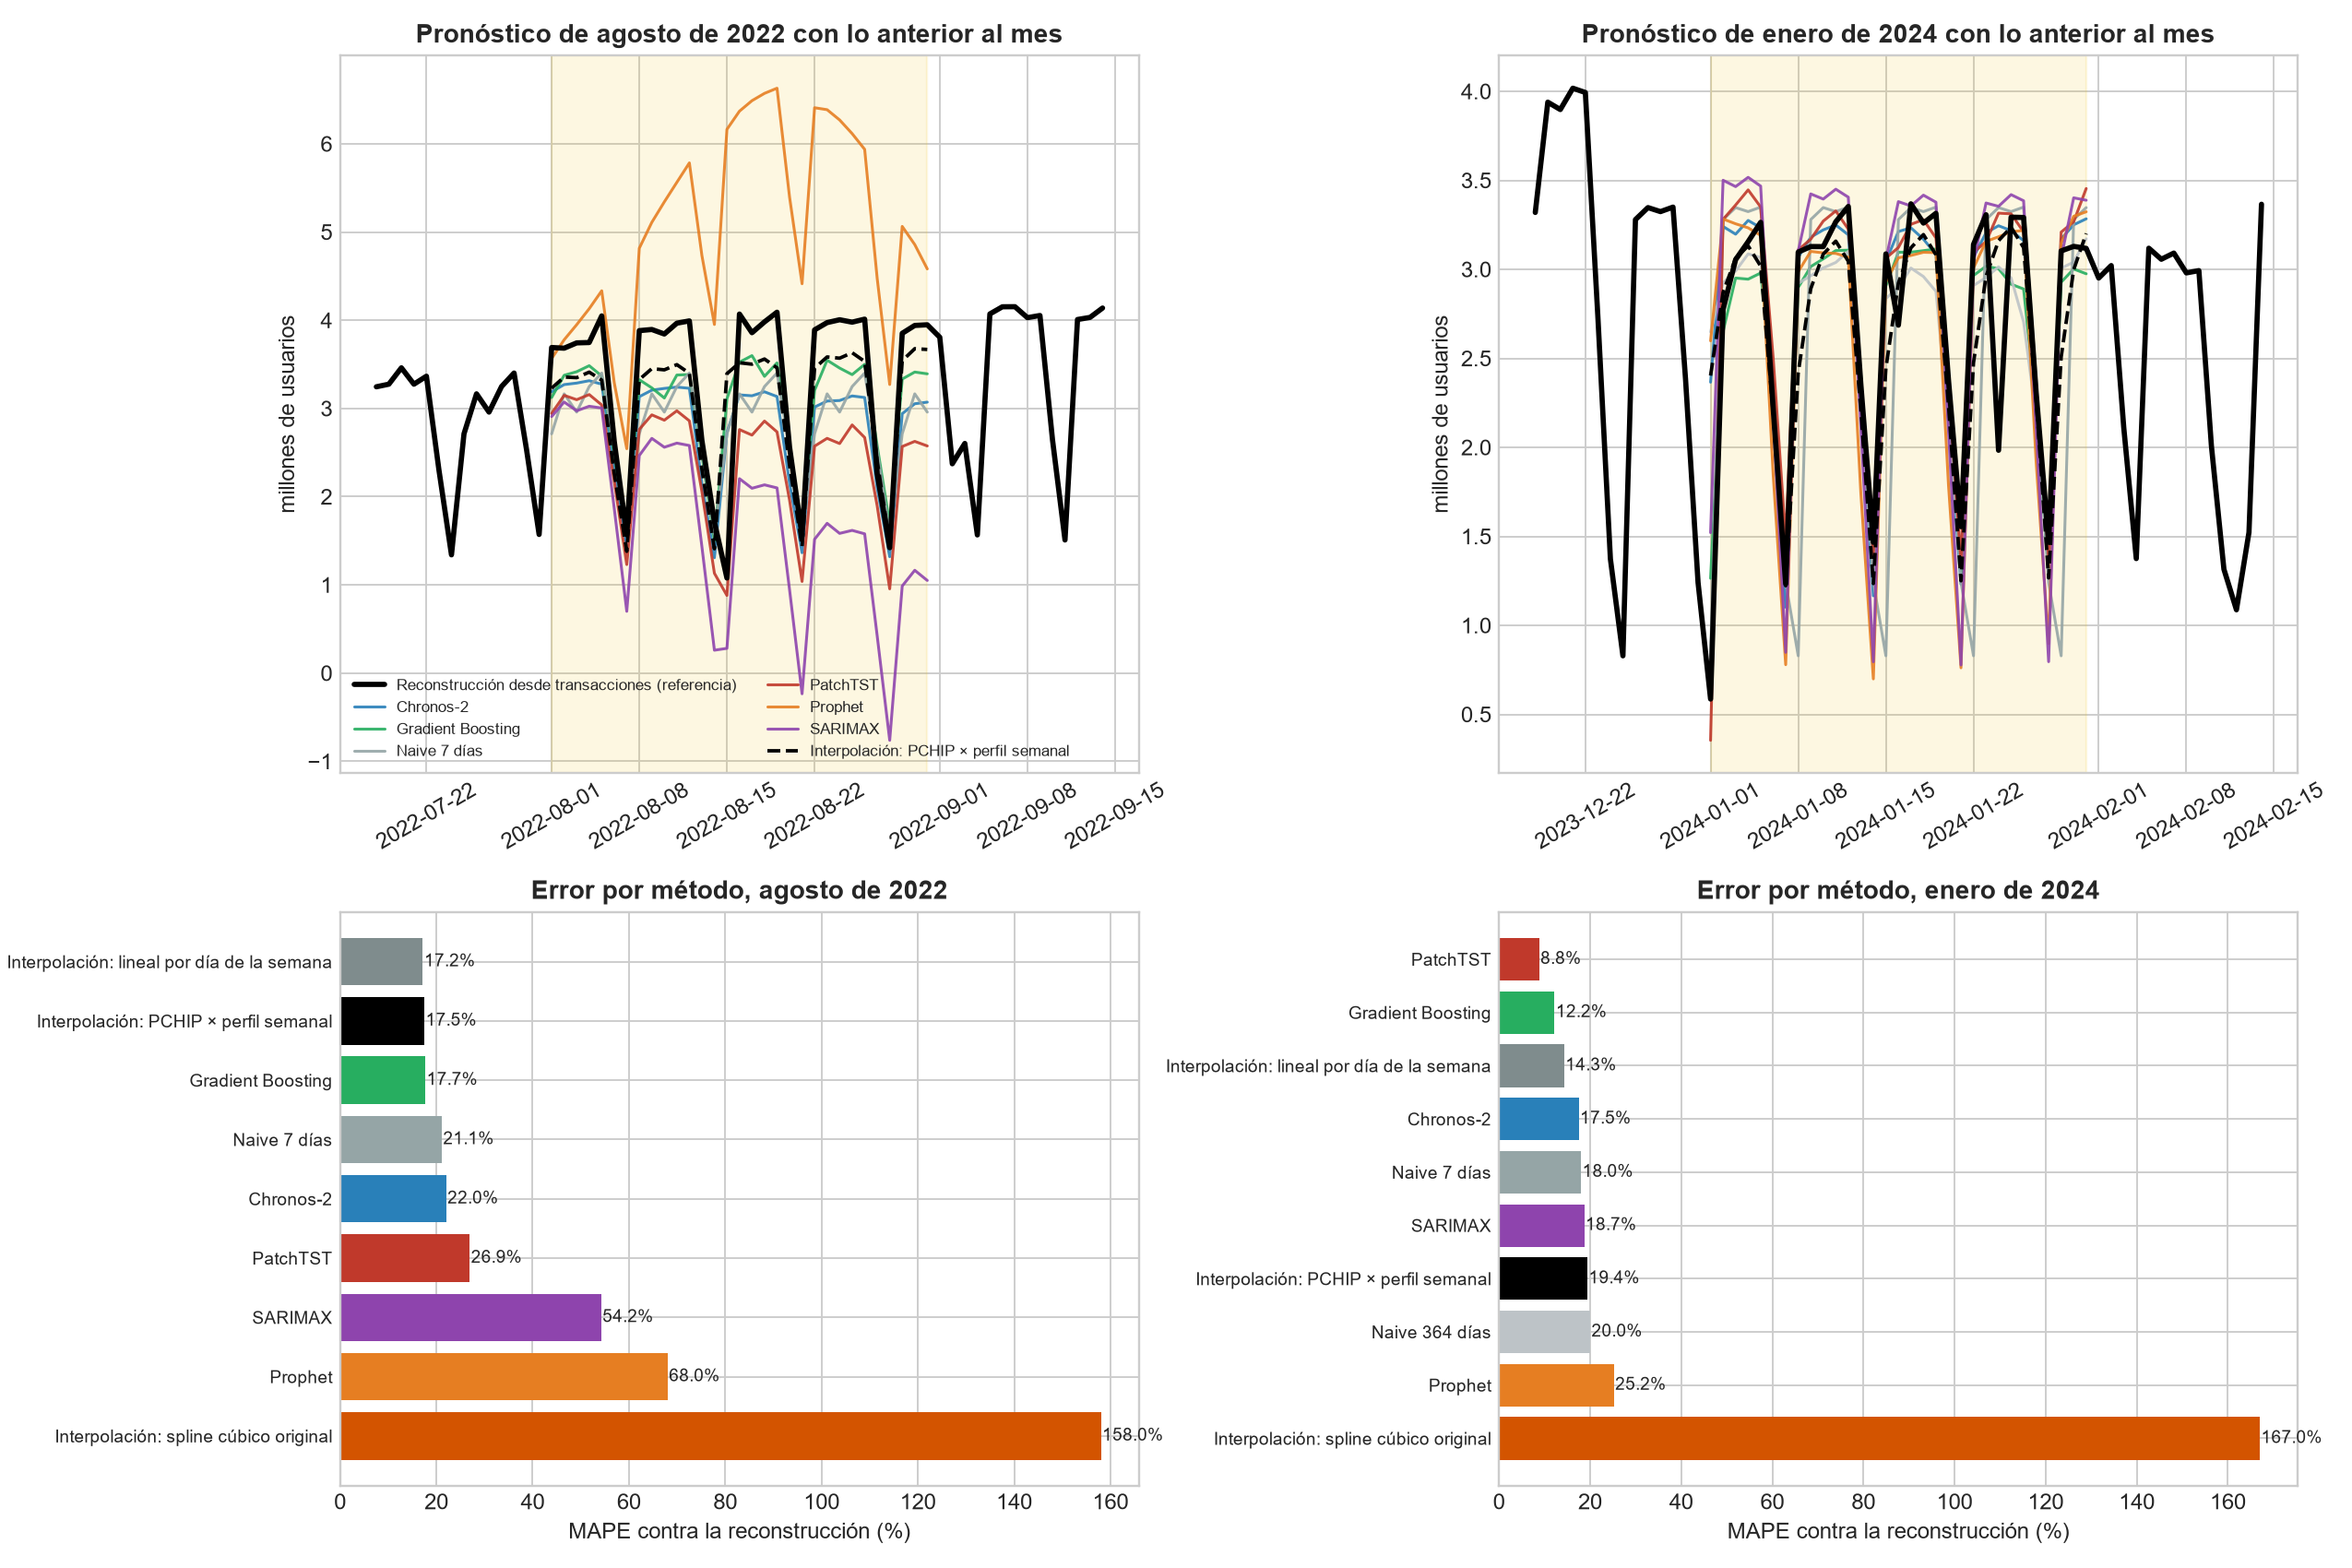 Pronóstico de agosto de 2022 con lo anterior al mes
millones de usuarios
6
5
4
3
2
1
0
−1
Reconstrucción desde transacciones (referencia)
Chronos-2
Gradient Boosting
Naive 7 días
PatchTST
Prophet
SARIMAX
Interpolación: PCHIP × perfil semanal
2022-07-22
2022-08-01
2022-08-08
2022-08-15
2022-08-22
2022-09-01
2022-09-08
2022-09-15
Pronóstico de enero de 2024 con lo anterior al mes
millones de usuarios
4.0
3.5
3.0
2.5
2.0
1.5
1.0
0.5
2023-12-22
2024-01-01
2024-01-08
2024-01-15
2024-01-22
2024-02-01
2024-02-08
2024-02-15
Error por método, agosto de 2022
Interpolación: lineal por día de la semana 17.2%
Interpolación: PCHIP × perfil semanal 17.5%
Gradient Boosting 17.7%
Naive 7 días 21.1%
Chronos-2 22.0%
PatchTST 26.9%
SARIMAX 54.2%
Prophet 68.0%
Interpolación: spline cúbico original 158.0%
0 20 40 60 80 100 120 140 160
MAPE contra la reconstrucción (%)
Error por método, enero de 2024
PatchTST 8.8%
Gradient Boosting 12.2%
Interpolación: lineal por día de la semana 14.3%
Chronos-2 17.5%
Naive 7 días 18.0%
SARIMAX 18.7%
Interpolación: PCHIP × perfil semanal 19.4%
Naive 364 días 20.0%
Prophet 25.2%
Interpolación: spline cúbico original 167.0%
0 20 40 60 80 100 120 140 160
MAPE contra la reconstrucción (%)